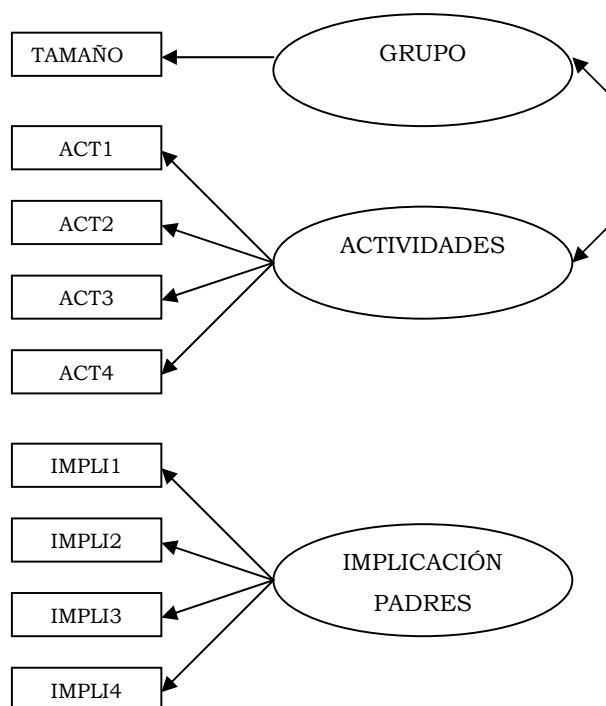 TAMAÑO
GRUPO
ACT1
ACT2
ACTIVIDADES
ACT3
ACT4
IMPLI1
IMPLI2
IMPLICACIÓN
PADRES
IMPLI3
IMPLI4